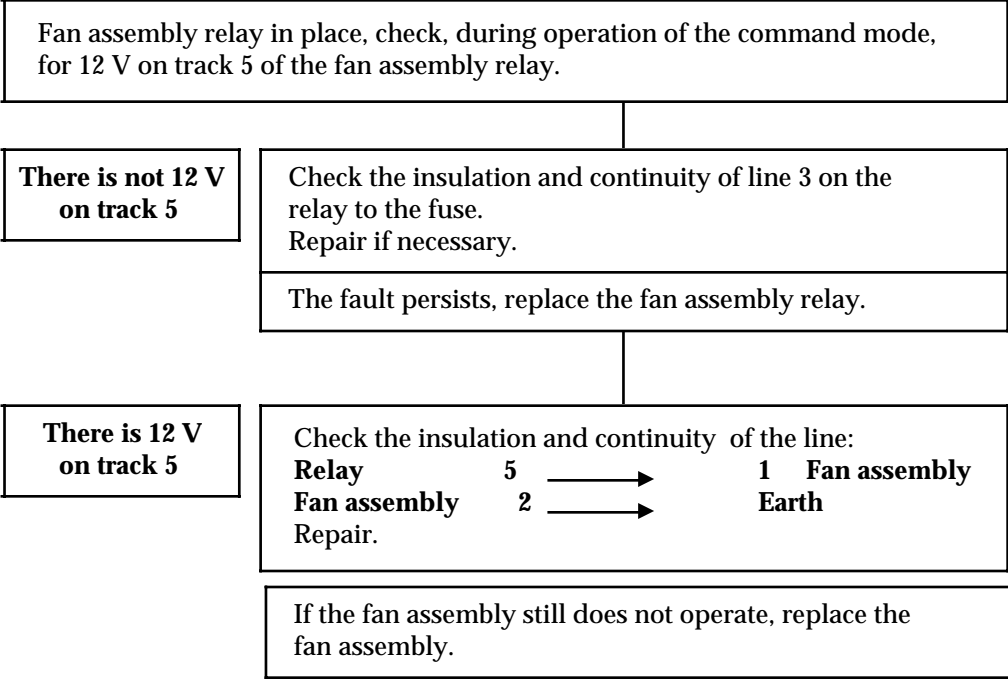 Fan assembly relay in place, check, during operation of the command mode,
for 12 V on track 5 of the fan assembly relay.
There is not 12 V
on track 5
Check the insulation and continuity of line 3 on the
relay to the fuse.
Repair if necessary.
The fault persists, replace the fan assembly relay.
There is 12 V
on track 5
Check the insulation and continuity of the line:
Relay 5 1 Fan assembly
Fan assembly 2 Earth
Repair.
If the fan assembly still does not operate, replace the
fan assembly.